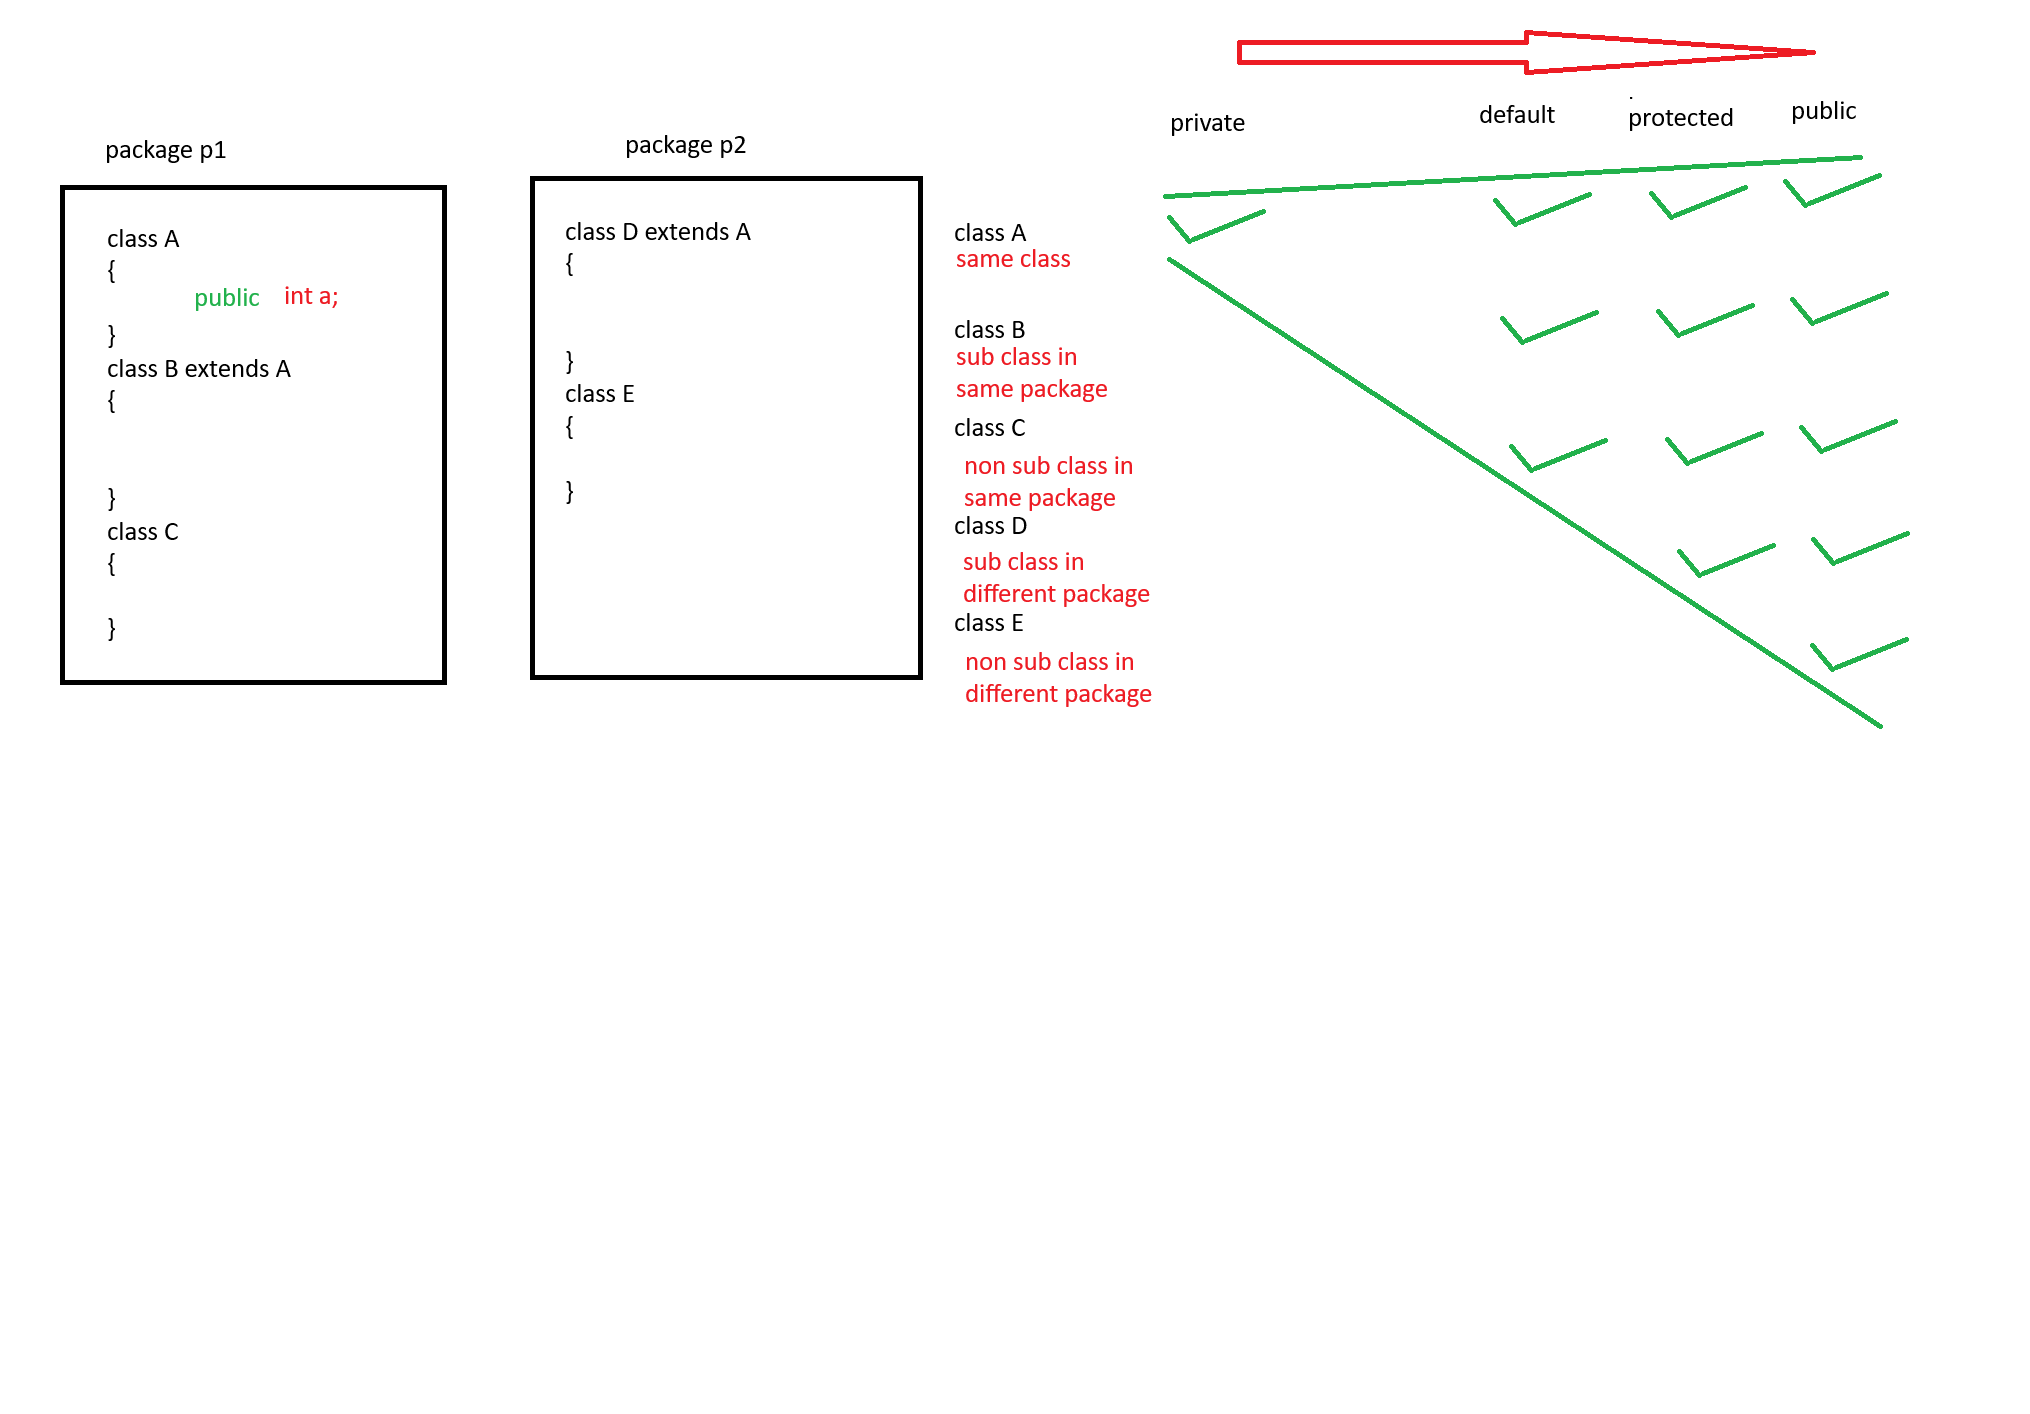 package p1
class A
{
public int a;
}
class B extends A
{
}
class C
{
}
package p2
class D extends A
{
}
class E
{
}
private default protected public
class A
same class
class B
sub class in
same package
class C
non sub class in
same package
class D
sub class in
different package
class E
non sub class in
different package